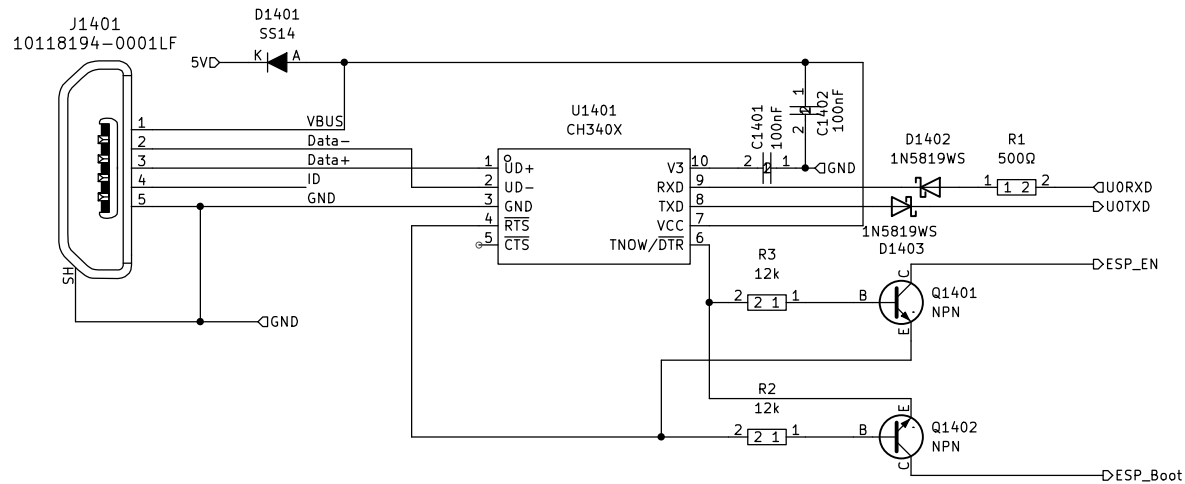 J1401
10118194-0001LF
D1401
SS14
5V
K
A
1
VBUS
2
Data-
3
Data+
4
ID
5
GND
SH
GND
U1401
CH340X
1
UD+
2
UD-
3
GND
4
RTS
5
CTS
V3
10
RXD
9
TXD
8
VCC
7
TNOW/DTR
6
C1401
100nF
2
1 2
1
C1402
100nF
1
1 2
2
GND
D1402
1N5819WS
R1
500Ω
1
1 2
2
U0RXD
U0TXD
1N5819WS
D1403
R3
12k
2
2 1
1
B
C
E
Q1401
NPN
ESP_EN
R2
12k
2
2 1
1
B
E
C
Q1402
NPN
ESP_Boot